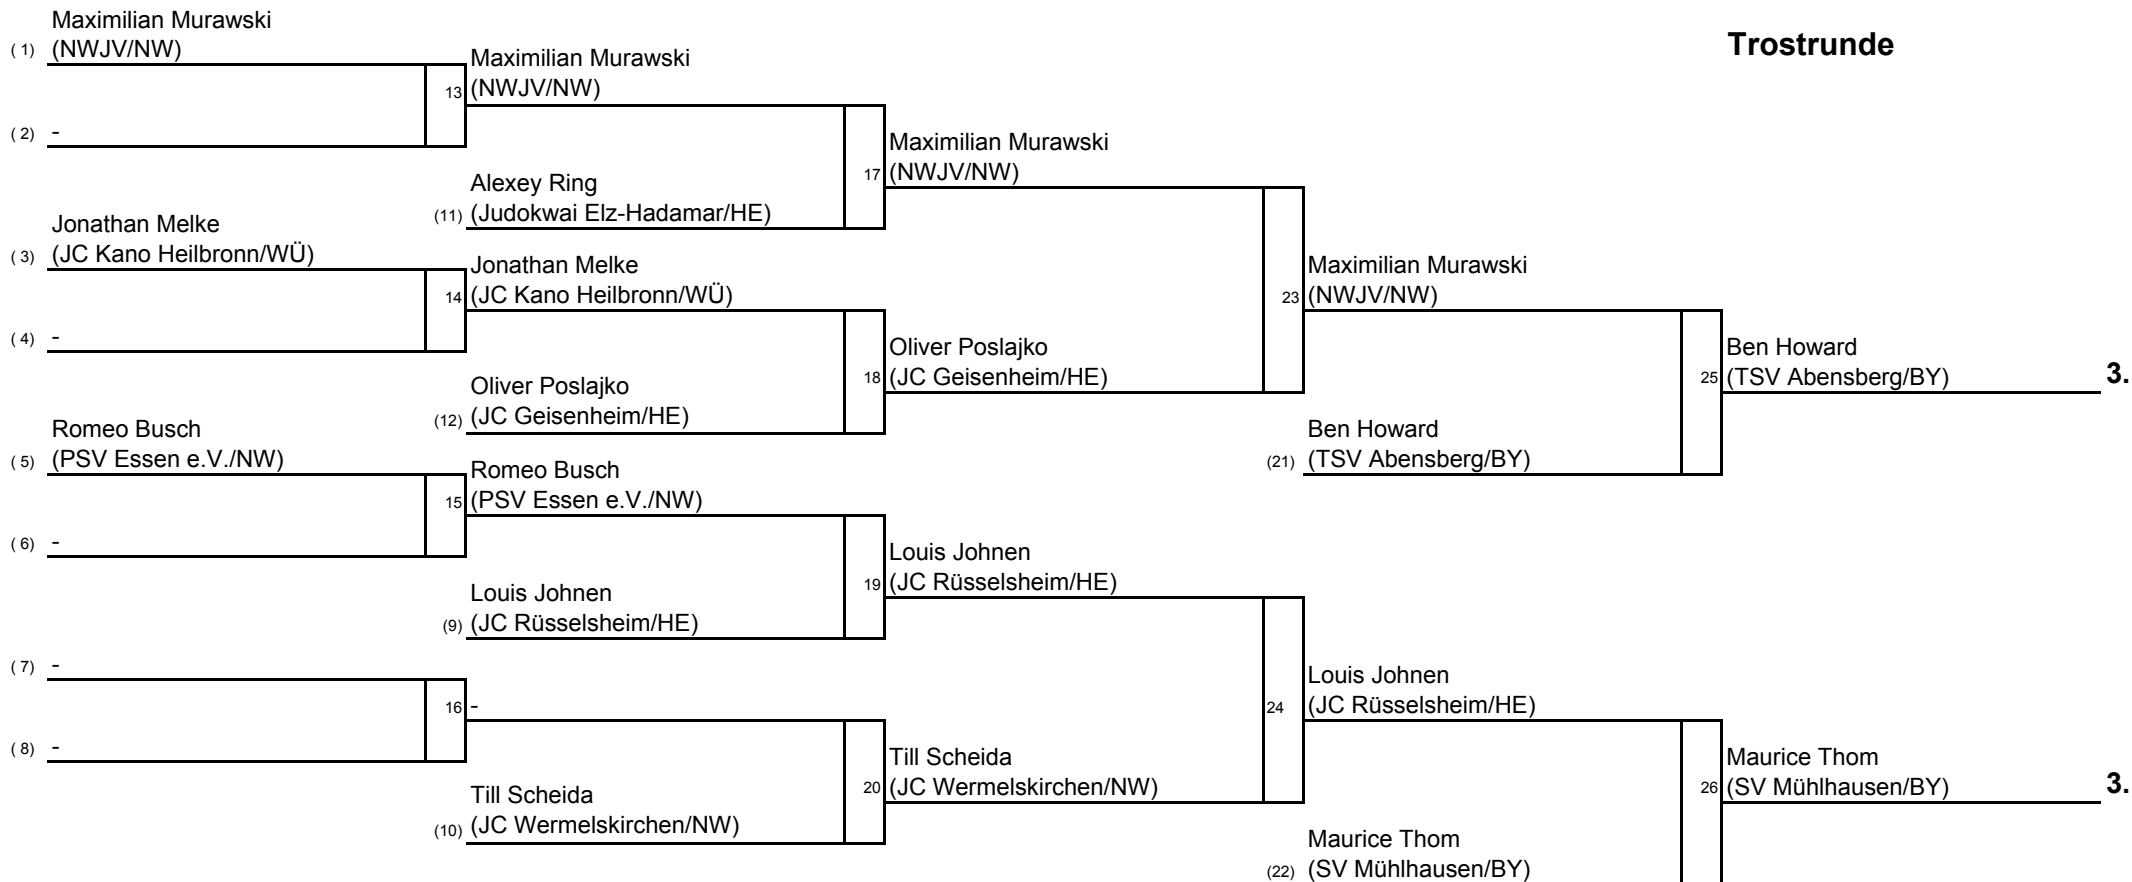 Maximilian Murawski
( 1) (NWJV/NW)
Trostrunde
Maximilian Murawski
13 (NWJV/NW)
( 2) -
Maximilian Murawski
17 (NWJV/NW)
Alexey Ring
(11) (Judokwai Elz-Hadamar/HE)
Jonathan Melke
( 3) (JC Kano Heilbronn/WÜ)
Jonathan Melke
14 (JC Kano Heilbronn/WÜ)
Maximilian Murawski
23 (NWJV/NW)
( 4) -
Oliver Poslajko
18 (JC Geisenheim/HE)
Ben Howard
25 (TSV Abensberg/BY) 3.
Oliver Poslajko
(12) (JC Geisenheim/HE)
Romeo Busch
( 5) (PSV Essen e.V./NW)
Ben Howard
(21) (TSV Abensberg/BY)
Romeo Busch
15 (PSV Essen e.V./NW)
( 6) -
Louis Johnen
19 (JC Rüsselsheim/HE)
Louis Johnen
(9) (JC Rüsselsheim/HE)
( 7) -
Louis Johnen
24 (JC Rüsselsheim/HE)
16 -
( 8) -
Till Scheida
20 (JC Wermelskirchen/NW)
Maurice Thom
26 (SV Mühlhausen/BY) 3.
Till Scheida
(10) (JC Wermelskirchen/NW)
Maurice Thom
(22) (SV Mühlhausen/BY)